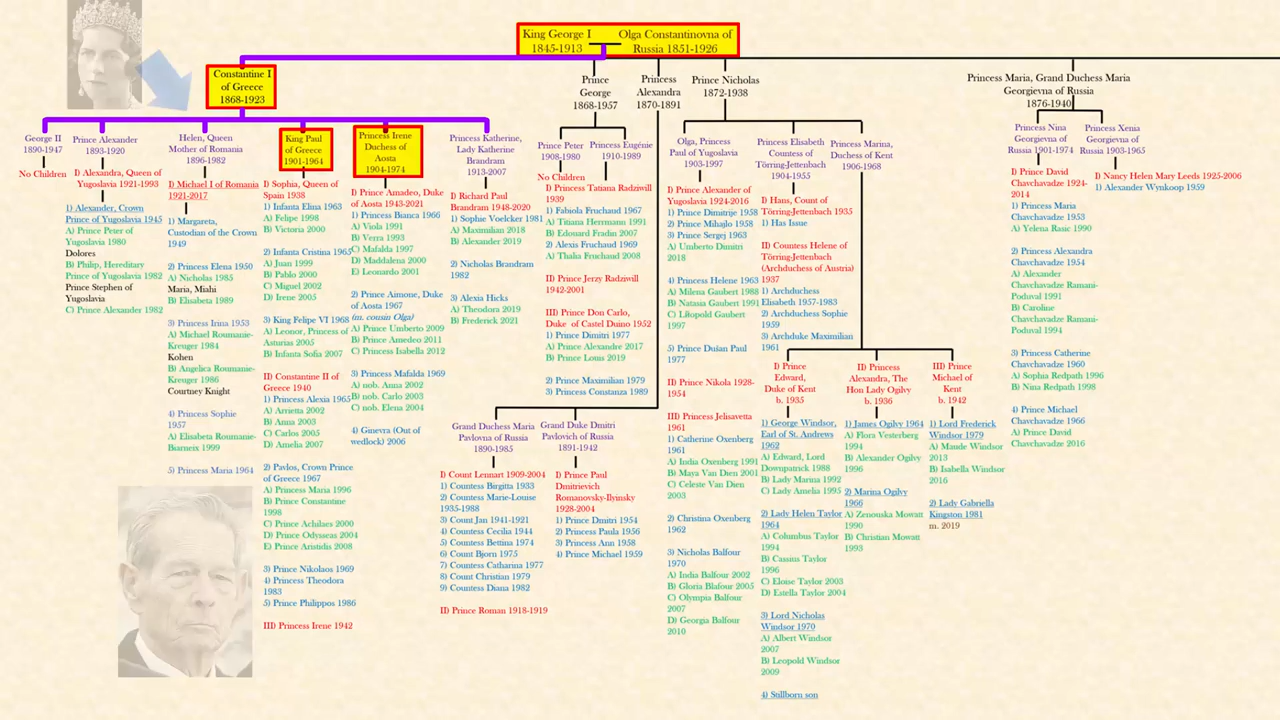 King George I
1845-1913
Olga Constantinovna of
Russia 1851-1926
Constantine I
of Greece
1868-1923
Prince
George
1868-1957
Princess
Alexandra
1870-1891
Prince Nicholas
1872-1938
Princess Maria, Grand Duchess Maria
Georgievna of Russia
1876-1940
George II
1890-1947
No Children
Prince Alexander
1893-1920
I) Alexandra, Queen of
Yugoslavia 1921-1993
1) Alexander, Crown
Prince of Yugoslavia 1945
A) Prince Peter of
Yugoslavia 1980
Dolores
B) Philip, Hereditary
Prince of Yugoslavia 1982
Prince Stephen of
Yugoslavia
C) Prince Alexander 1982
Helen, Queen
Mother of Romania
1896-1982
I) Michael I of Romania
1921-2017
1) Margareta,
Custodian of the Crown
1949
2) Princess Elena 1950
A) Nicholas 1985
Maria, Miahi
B) Elisabeta 1989
3) Princess Irina 1953
A) Michael Roumanie-
Kreuger 1984
Kohen
B) Angelica Roumanie-
Kreuger 1986
Courtney Knight
4) Princess Sophie
1957
A) Elisabeta Roumanie-
Biarneix 1999
5) Princess Maria 1964
King Paul
of Greece
1901-1964
I) Sophia, Queen of
Spain 1938
1) Infanta Elina 1963
A) Felipe 1998
B) Victoria 2000
2) Infanta Cristina 1965
A) Juan 1999
B) Pablo 2000
C) Miguel 2002
D) Irene 2005
3) King Felipe VI 1968
A) Leonor, Princess of
Asturias 2005
B) Infanta Sofia 2007
II) Constantine II of
Greece 1940
1) Princess Alexia 1965
A) Arrietta 2002
B) Anna 2003
C) Carlos 2005
D) Amelia 2007
2) Pavlos, Crown Prince
of Greece 1967
A) Princess Maria 1996
B) Prince Constantine
1998
C) Prince Achilaes 2000
D) Prince Odysseas 2004
E) Prince Aristidis 2008
3) Prince Nikolaos 1969
4) Princess Theodora
1983
5) Prince Philippos 1986
III) Princess Irene 1942
Princess Irene
Duchess of
Aosta
1904-1974
I) Prince Amadeo, Duke
of Aosta 1943-2021
1) Princess Bianca 1966
A) Viola 1991
B) Verra 1993
C) Mafalda 1997
D) Maddalena 2000
E) Leonardo 2001
2) Prince Aimone, Duke
of Aosta 1967
(m. cousin Olga)
A) Prince Umberto 2009
B) Prince Amedeo 2011
C) Princess Isabella 2012
3) Princess Mafalda 1969
A) nob. Anna 2002
B) nob. Carlo 2003
C) nob. Elena 2004
4) Ginevra (Out of
wedlock) 2006
Princess Katherine,
Lady Katherine
Brandram
1913-2007
I) Richard Paul
Brandram 1948-2020
1) Sophie Voelcker 1981
A) Maximilian 2018
B) Alexander 2019
2) Nicholas Brandram
1982
3) Alexia Hicks
A) Theodora 2019
B) Frederick 2021
Prince Peter
1908-1980
No Children
Princess Eugénie
1910-1989
I) Princess Tatiana Radziwill
1939
1) Fabiola Fruchaud 1967
A) Titiana Herrmann 1991
B) Edouard Fradin 2007
2) Alexis Fruchaud 1969
A) Thalia Fruchaud 2008
II) Prince Jerzy Radziwill
1942-2001
III) Prince Don Carlo,
Duke of Castel Duino 1952
1) Prince Dimitri 1977
A) Prince Alexandre 2017
B) Prince Louis 2019
2) Prince Maximilian 1979
3) Princess Constanza 1989
Grand Duchess Maria
Pavlovna of Russia
1890-1985
I) Count Lennart 1909-2004
1) Countess Birgitta 1933
2) Countess Marie-Louise
1935-1988
3) Count Jan 1941-1921
4) Countess Cecilia 1944
5) Countess Bettina 1974
6) Count Bjorn 1975
7) Countess Catharina 1977
8) Count Christian 1979
9) Countess Diana 1982
II) Prince Roman 1918-1919
Grand Duke Dmitri
Pavlovich of Russia
1891-1942
I) Prince Paul
Dmitrievich
Romanovsky-Ilyinsky
1928-2004
1) Prince Dmitri 1954
2) Princess Paula 1956
3) Princess Ann 1958
4) Prince Michael 1959
Olga, Princess
Paul of Yugoslavia
1903-1997
I) Prince Alexander of
Yugoslavia 1924-2016
1) Prince Dimitrije 1958
2) Prince Mihajlo 1958
3) Prince Sergej 1963
A) Umberto Dimitri
2018
4) Princess Helene 1963
A) Milena Gaubert 1988
B) Natasia Gaubert 1991
C) L8opold Gaubert
1997
5) Prince Dušan Paul
1977
II) Prince Nikola 1928-
1954
III) Princess Jelisavetta
1961
1) Catherine Oxenberg
1961
A) India Oxenberg 1991
B) Maya Van Dien 2001
C) Celeste Van Dien
2003
2) Christina Oxenberg
1962
3) Nicholas Balfour
1970
A) India Balfour 2002
B) Gloria Blafour 2005
C) Olympia Balfour
2007
D) Georgia Balfour
2010
Princess Elisabeth
Countess of
Törring-Jettenbach
1904-1955
I) Hans, Count of
Törring-Jettenbach 1935
1) Has Issue
II) Countess Helene of
Törring-Jettenbach
(Archduchess of Austria)
1937
1) Archduchess
Elisabeth 1957-1983
2) Archduchess Sophie
1959
3) Archduke Maximilian
1961
Princess Marina,
Duchess of Kent
1906-1968
I) Prince
Edward,
Duke of Kent
b. 1935
1) George Windsor,
Earl of St. Andrews
1962
A) Edward, Lord
Downpatrick 1988
B) Lady Marina 1992
C) Lady Amelia 1995
2) Lady Helen Taylor
1964
A) Columbus Taylor
1994
B) Cassius Taylor
1996
C) Eloise Taylor 2003
D) Estella Taylor 2004
3) Lord Nicholas
Windsor 1970
A) Albert Windsor
2007
B) Leopold Windsor
2009
4) Stillborn son
II) Princess
Alexandra, The
Hon Lady Ogilvy
b. 1936
1) James Ogilvy 1964
A) Flora Vesterberg
1994
B) Alexander Ogilvy
1996
2) Marina Ogilvy
1966
A) Zenouska Mowatt
1990
B) Christian Mowatt
1993
III) Prince
Michael of
Kent
b. 1942
1) Lord Frederick
Windsor 1979
A) Maude Windsor
2013
B) Isabella Windsor
2016
2) Lady Gabriella
Kingston 1981
m. 2019
Princess Nina
Georgievna of
Russia 1901-1974
I) Prince David
Chavchavadze 1924-
2014
1) Princess Maria
Chavchavadze 1953
A) Yelena Rasic 1990
2) Princess Alexandra
Chavchavadze 1954
A) Alexander
Chavchavadze Ramani-
Poduval 1991
B) Caroline
Chavchavadze Ramani-
Poduval 1994
3) Princess Catherine
Chavchavadze 1960
A) Sophia Redpath 1996
B) Nina Redpath 1998
4) Prince Michael
Chavchavadze 1966
A) Prince David
Chavchavadze 2016
Princess Xenia
Georgievna of
Russia 1903-1965
I) Nancy Helen Mary Leeds 1925-2006
1) Alexander Wynkoop 1959